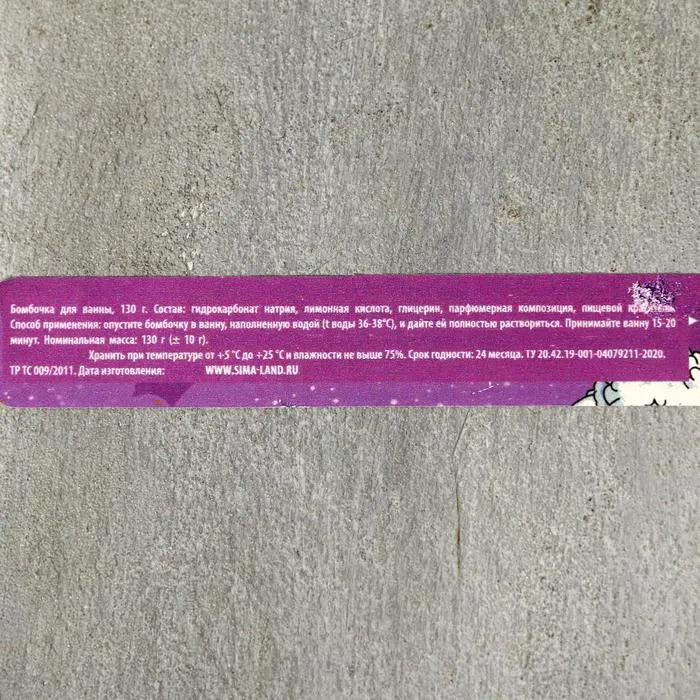 Бомбочка для ванны, 130 г. Состав: гидрокарбонат натрия, лимонная кислота, глицерин, парфюмерная композиция, пищевой краситель.
Способ применения: опустите бомбочку в ванну, наполненную водой (t воды 36-38°C), и дайте ей полностью раствориться. Принимайте ванну 15-20
минут. Номинальная масса: 130 г (± 10 г).
Хранить при температуре от +5 °C до +25 °C и влажности не выше 75%. Срок годности: 24 месяца. ТУ 20.42.19-001-04079211-2020.
ТР ТС 009/2011. Дата изготовления: WWW.SIMA-LAND.RU